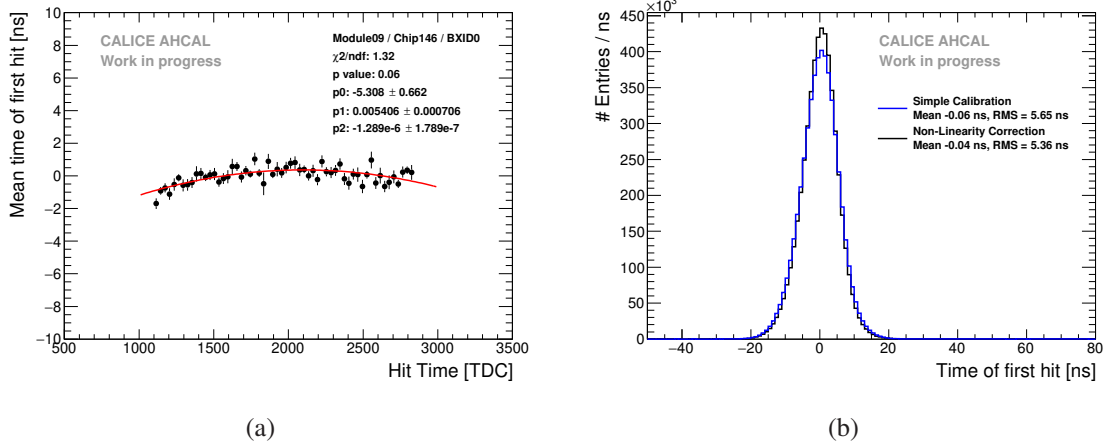 CALICE AHCAL
Work in progress
Module09 / Chip146 / BXID0
χ2/ndf: 1.32
p value: 0.06
p0: -5.308 ± 0.662
p1: 0.005406 ± 0.000706
p2: -1.289e-6 ± 1.789e-7
Mean time of first hit [ns]
10
8
6
4
2
0
−2
−4
−6
−8
−10
500 1000 1500 2000 2500 3000 3500
Hit Time [TDC]
(a)
×10³
CALICE AHCAL
Work in progress
Simple Calibration
Mean -0.06 ns, RMS = 5.65 ns
Non-Linearity Correction
Mean -0.04 ns, RMS = 5.36 ns
# Entries / ns
450
400
350
300
250
200
150
100
50
0
−40 −20 0 20 40 60 80
Time of first hit [ns]
(b)